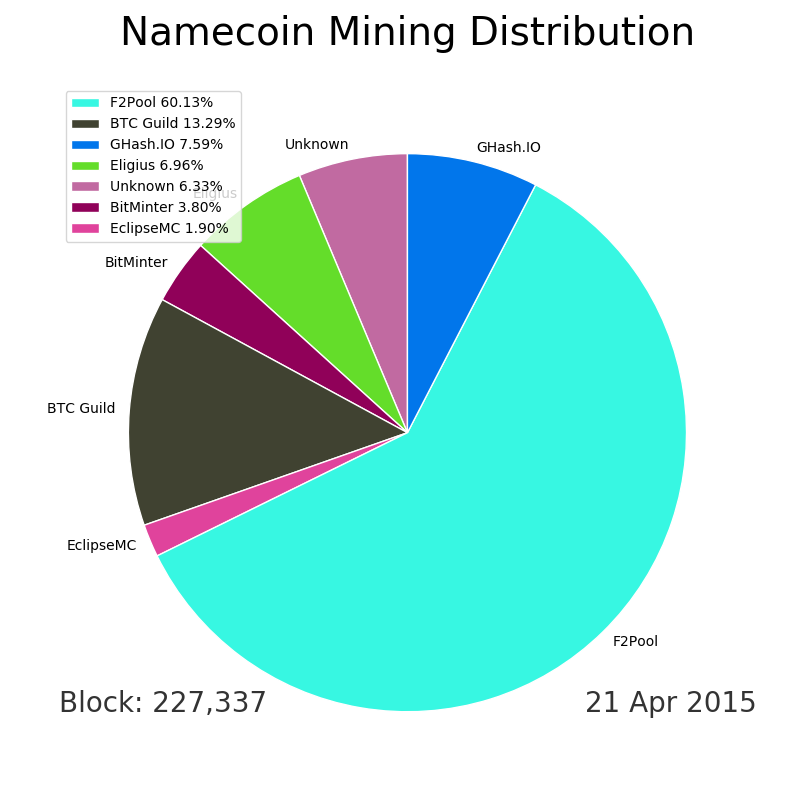 Namecoin Mining Distribution
F2Pool 60.13%
BTC Guild 13.29%
GHash.IO 7.59%
Eligius 6.96%
Unknown 6.33%
BitMinter 3.80%
EclipseMC 1.90%
Unknown
GHash.IO
Eligius
BitMinter
BTC Guild
EclipseMC
F2Pool
Block: 227,337
21 Apr 2015